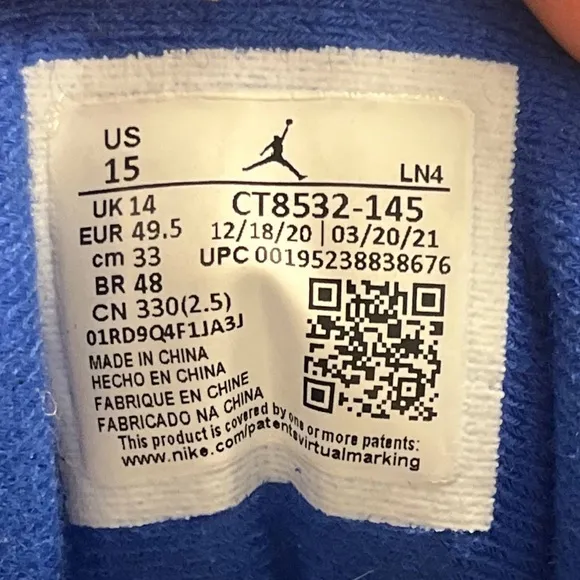 US
15
LN4
UK 14
CT8532-145
EUR 49.5
12/18/20 | 03/20/21
cm 33
UPC 00195238838676
BR 48
CN 330(2.5)
01RD9Q4F1JA3J
MADE IN CHINA
HECHO EN CHINA
FABRIQUE EN CHINE
FABRICADO NA CHINA
This product is covered by one or more patents:
www.nike.com/patentsvirtualmarking